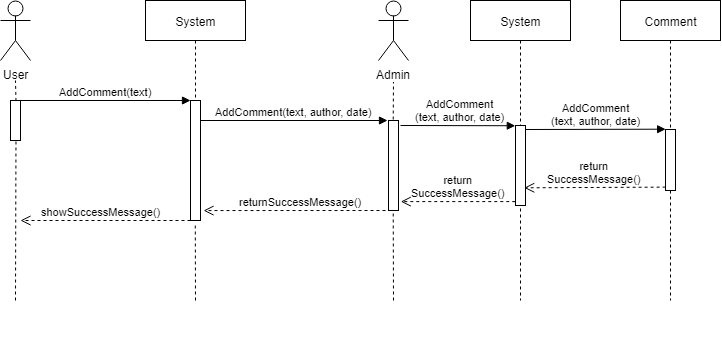 System
System
Comment
User
Admin
AddComment(text)
AddComment(text, author, date)
AddComment
(text, author, date)
AddComment
(text, author, date)
return
SuccessMessage()
return
SuccessMessage()
returnSuccessMessage()
showSuccessMessage()